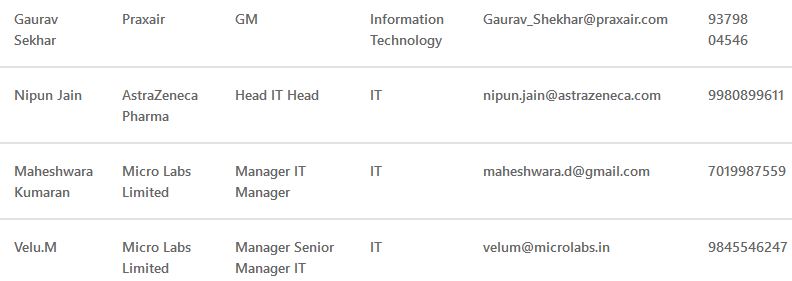 Gaurav Praxair GM Information Gaurav_Shekhar@praxair.com 93798
Sekhar Technology 04546
Nipun Jain AstraZeneca Head IT Head IT nipun.jain@astrazeneca.com 9980899611
Pharma
Maheshwara Micro Labs Manager IT IT maheshwara.d@gmail.com 7019987559
Kumaran Limited Manager
Velu.M Micro Labs Manager Senior IT velum@microlabs.in 9845546247
Limited Manager IT